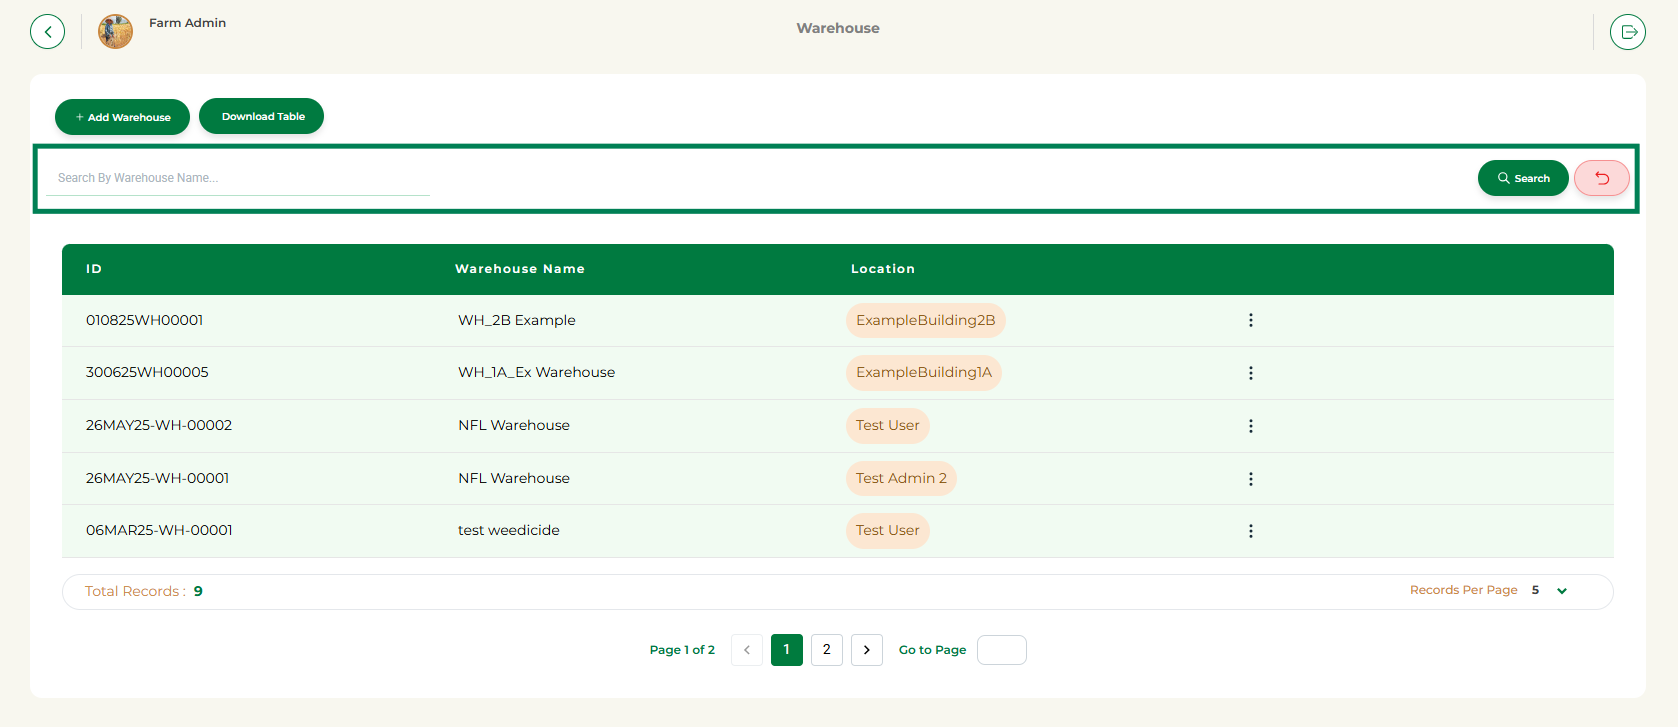 Farm Admin
Warehouse
+ Add Warehouse
Download Table
Search By Warehouse Name...
Search
ID Warehouse Name Location
010825WH00001 WH_2B Example ExampleBuilding2B
300625WH00005 WH_1A_Ex Warehouse ExampleBuilding1A
26MAY25-WH-00002 NFL Warehouse Test User
26MAY25-WH-00001 NFL Warehouse Test Admin 2
06MAR25-WH-00001 test weedicide Test User
Total Records : 9 Records Per Page 5
Page 1 of 2 < 1 2 > Go to Page